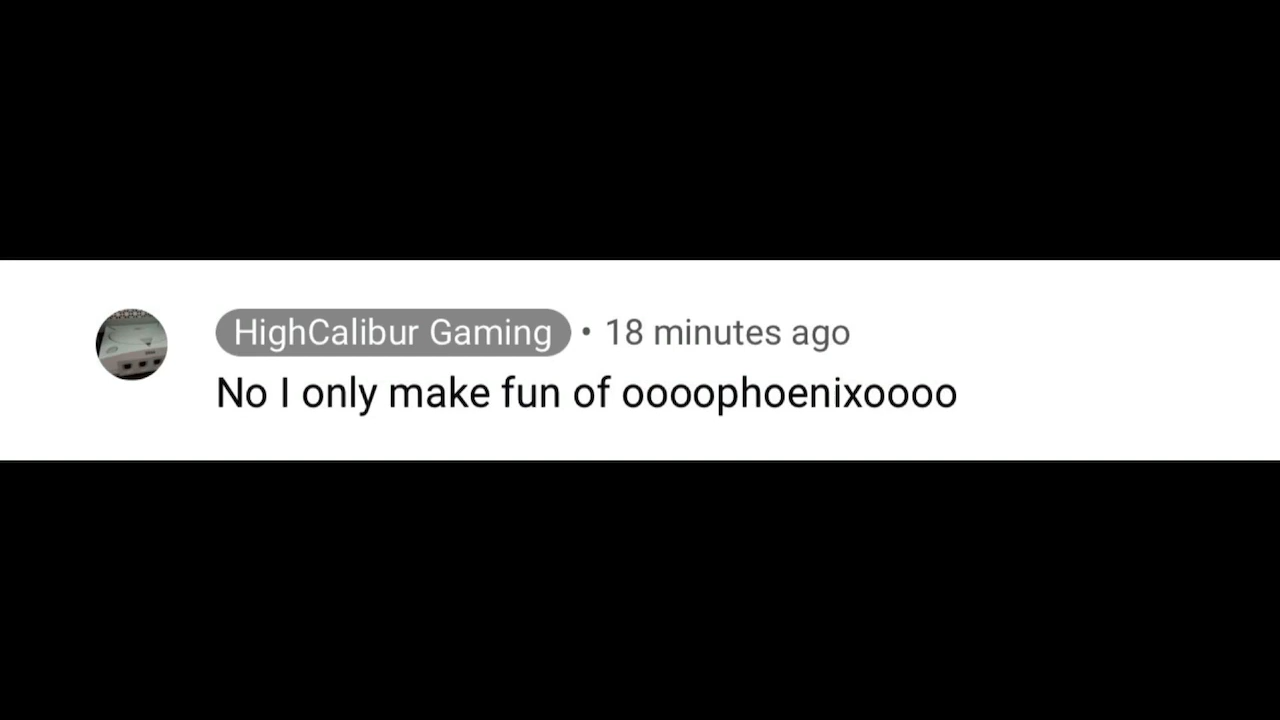 HighCalibur Gaming • 18 minutes ago
No I only make fun of oooophoenixoooo